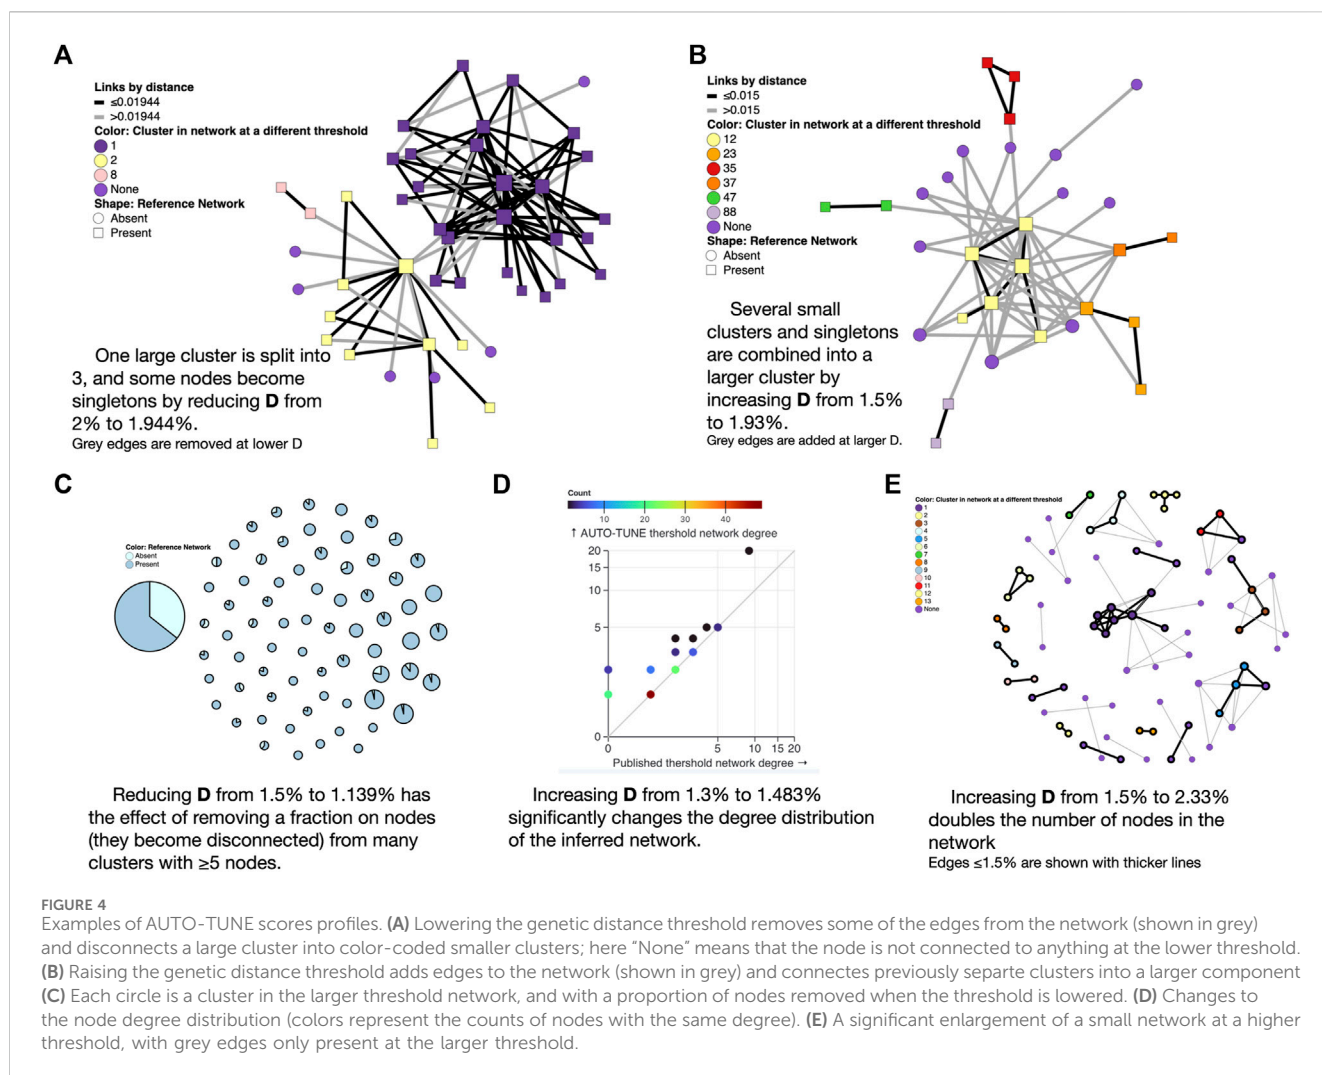 A
Links by distance
≤0.01944
>0.01944
Color: Cluster in network at a different threshold
1
2
8
None
Shape: Reference Network
Absent
Present
One large cluster is split into
3, and some nodes become
singletons by reducing D from
2% to 1.944%.
Grey edges are removed at lower D
B
Links by distance
≤0.015
>0.015
Color: Cluster in network at a different threshold
12
23
35
37
47
88
None
Shape: Reference Network
Absent
Present
Several small
clusters and singletons
are combined into a
larger cluster by
increasing D from 1.5%
to 1.93%.
Grey edges are added at larger D.
C
Color: Reference Network
Absent
Present
Reducing D from 1.5% to 1.139% has
the effect of removing a fraction on nodes
(they become disconnected) from many
clusters with ≥5 nodes.
D
Count
10 20 30 40
↑ AUTO-TUNE thershold network degree
20
15
10
5
0
0 5 10 15 20
Published thershold network degree →
Increasing D from 1.3% to 1.483%
significantly changes the degree distribution
of the inferred network.
E
Color: Cluster in network at a different threshold
1
2
3
4
5
6
7
8
9
10
11
12
13
None
Increasing D from 1.5% to 2.33%
doubles the number of nodes in the
network
Edges ≤1.5% are shown with thicker lines
FIGURE 4
Examples of AUTO-TUNE scores profiles. (A) Lowering the genetic distance threshold removes some of the edges from the network (shown in grey)
and disconnects a large cluster into color-coded smaller clusters; here “None” means that the node is not connected to anything at the lower threshold.
(B) Raising the genetic distance threshold adds edges to the network (shown in grey) and connectes previously separte clusters into a larger component
(C) Each circle is a cluster in the larger threshold network, and with a proportion of nodes removed when the threshold is lowered. (D) Changes to
the node degree distribution (colors represent the counts of nodes with the same degree). (E) A significant enlargement of a small network at a higher
threshold, with grey edges only present at the larger threshold.